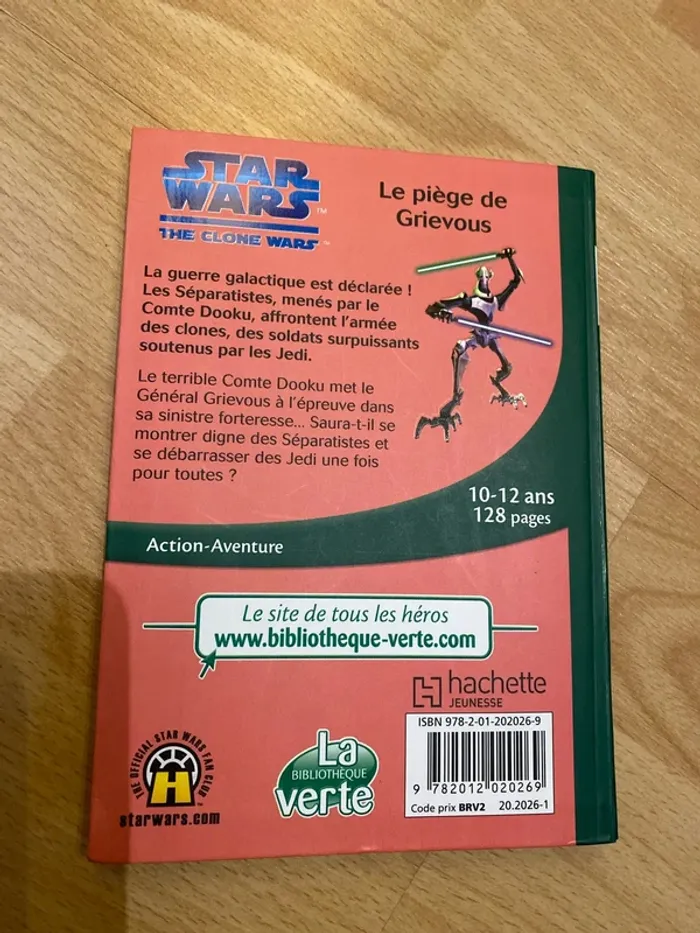 STAR WARS™
THE CLONE WARS™
Le piège de
Grievous
La guerre galactique est déclarée !
Les Séparatistes, menés par le
Comte Dooku, affrontent l'armée
des clones, des soldats surpuissants
soutenus par les Jedi.
Le terrible Comte Dooku met le
Général Grievous à l'épreuve dans
sa sinistre forteresse... Saura-t-il se
montrer digne des Séparatistes et
se débarrasser des Jedi une fois
pour toutes ?
10-12 ans
128 pages
Action-Aventure
Le site de tous les héros
www.bibliotheque-verte.com
hachette
JEUNESSE
ISBN 978-2-01-202026-9
9 782012 020269
Code prix BRV2 20.2026-1
La
BIBLIOTHÈQUE
verte
THE OFFICIAL STAR WARS FAN CLUB
H
starwars.com